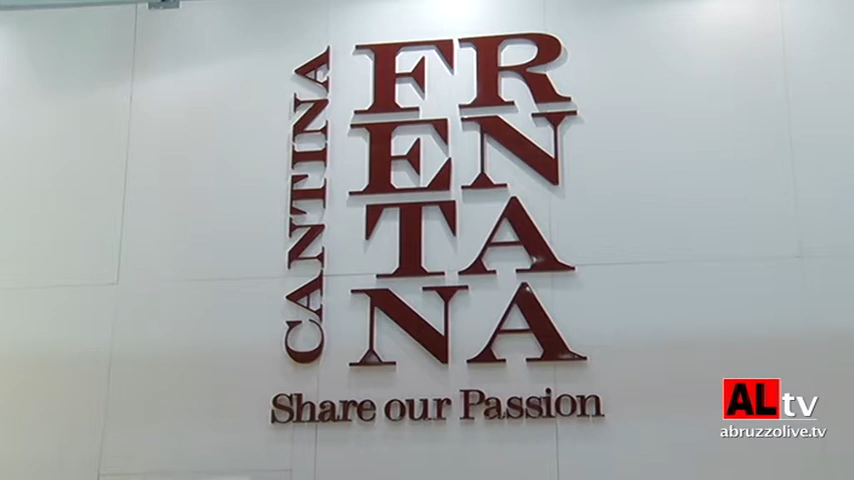 CANTINA
FR
EN
TA
NA
Share our Passion
ALtv
abruzzolive.tv